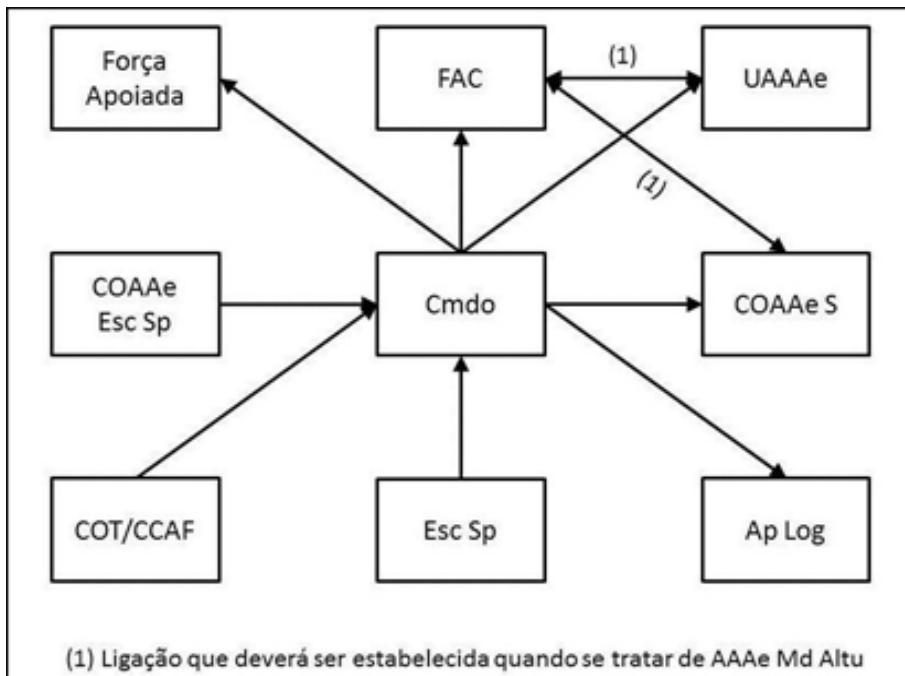 Força
Apoiada
FAC
(1)
UAAAe
(1)
COAAe
Esc Sp
Cmdo
COAAe S
COT/CCAF
Esc Sp
Ap Log
(1) Ligação que deverá ser estabelecida quando se tratar de AAAe Md Altu